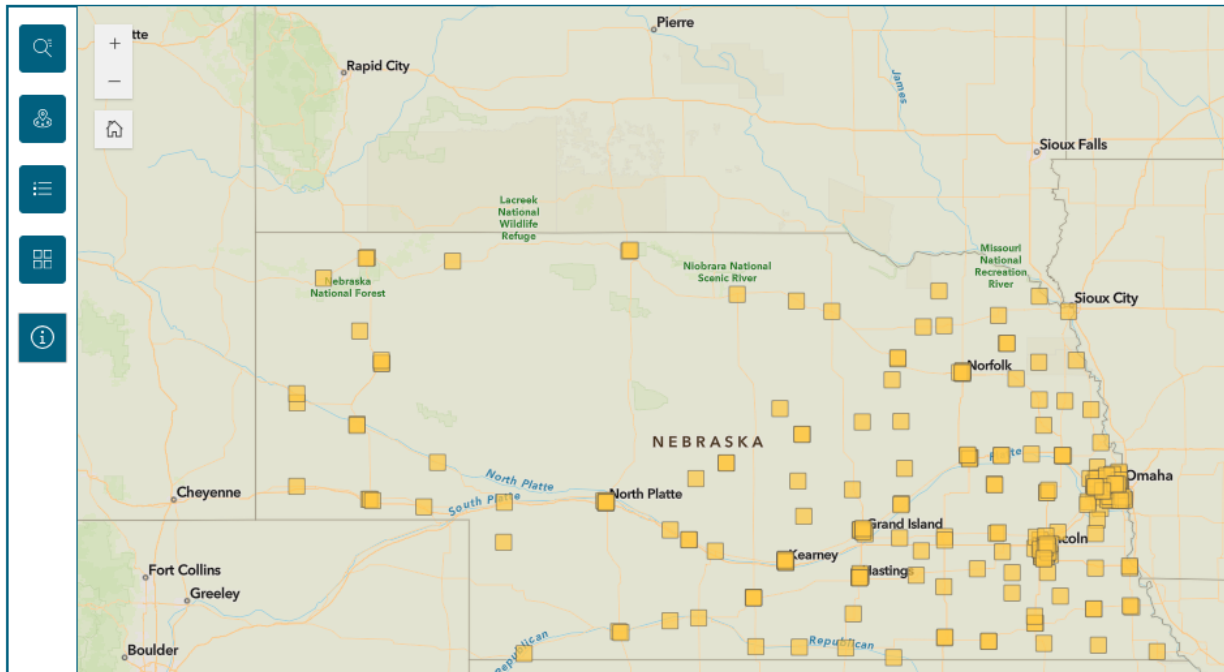 tte
Pierre
+
−
Rapid City
James
Sioux Falls
Lacreek
National
Wildlife
Refuge
Missouri
National
Recreation
River
Niobrara National
Scenic River
Nebraska
National Forest
Sioux City
Norfolk
NEBRASKA
Platte
Omaha
North Platte
North Platte
South Platte
Cheyenne
Grand Island
Lincoln
Kearney
Hastings
Fort Collins
Greeley
Republican
Republican
Boulder